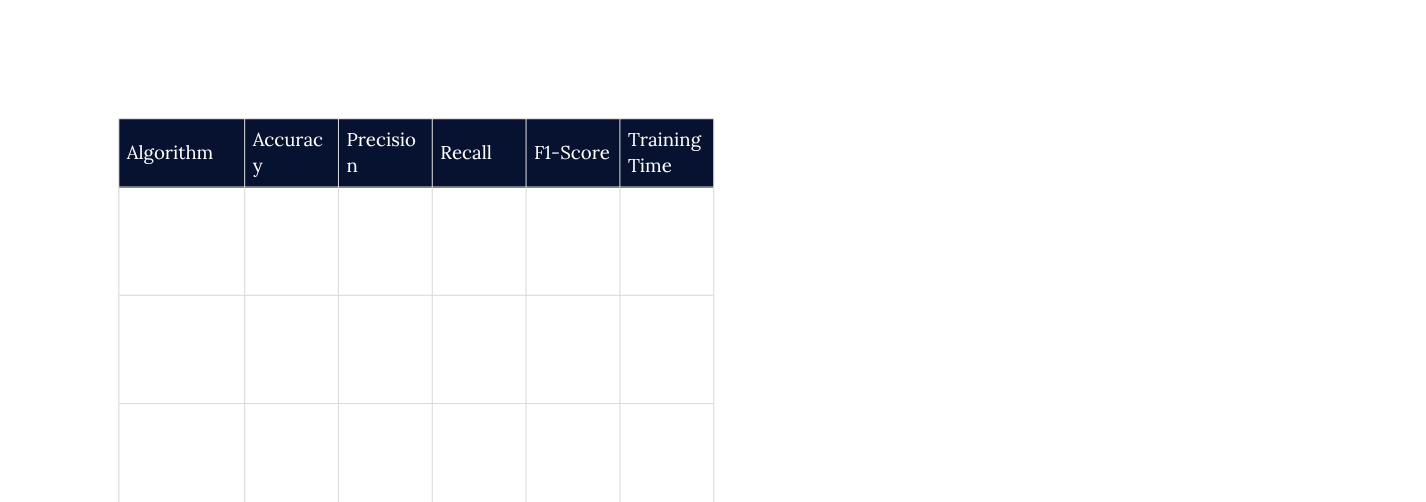 Algorithm
Accurac
y
Precisio
n
Recall
F1-Score
Training
Time